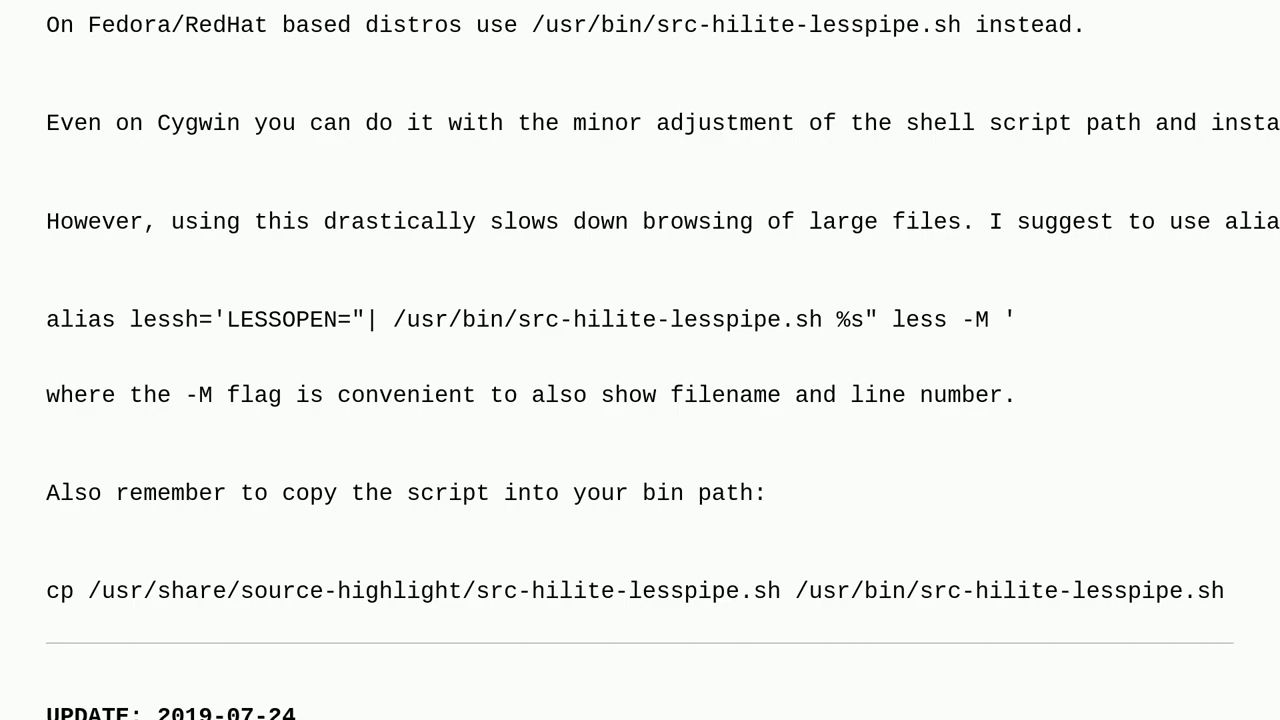 On Fedora/RedHat based distros use /usr/bin/src-hilite-lesspipe.sh instead.
Even on Cygwin you can do it with the minor adjustment of the shell script path and insta
However, using this drastically slows down browsing of large files. I suggest to use alia
alias lessh='LESSOPEN="| /usr/bin/src-hilite-lesspipe.sh %s" less -M '
where the -M flag is convenient to also show filename and line number.
Also remember to copy the script into your bin path:
cp /usr/share/source-highlight/src-hilite-lesspipe.sh /usr/bin/src-hilite-lesspipe.sh
UPDATE: 2019-07-24